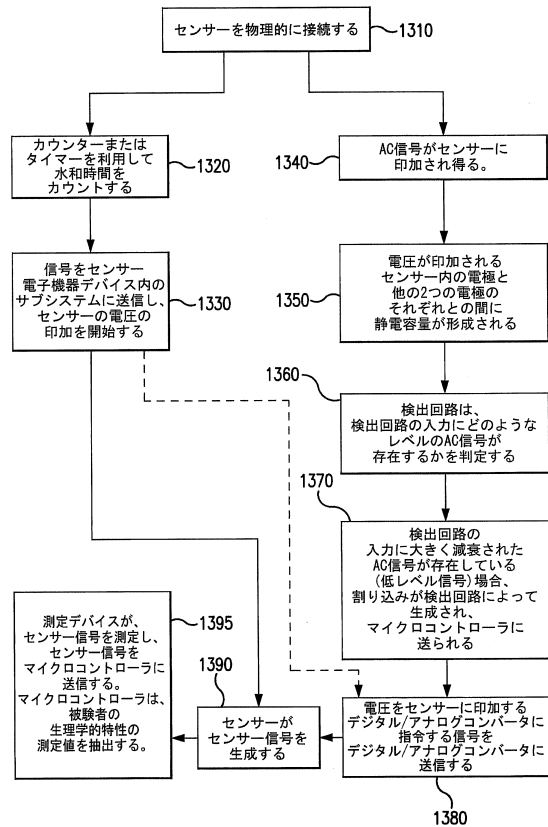 センサーを物理的に接続する
1310
カウンターまたは
タイマーを利用して
水和時間を
カウントする
1320
信号をセンサー
電子機器デバイス内の
サブシステムに送信し、
センサーの電圧の
印加を開始する
1330
1340
AC信号がセンサーに
印加され得る。
1350
電圧が印加される
センサー内の電極と
他の2つの電極の
それぞれとの間に
静電容量が形成される
1360
検出回路は、
検出回路の入力にどのような
レベルのAC信号が
存在するかを判定する
1370
検出回路の
入力に大きく減衰された
AC信号が存在している
(低レベル信号)場合、
割り込みが検出回路によって
生成され、
マイクロコントローラに
送られる
電圧をセンサーに印加する
デジタル/アナログコンバータに
指令する信号を
デジタル/アナログコンバータに
送信する
1380
1390
センサーが
センサー信号を
生成する
1395
測定デバイスが、
センサー信号を測定し、
センサー信号を
マイクロコントローラに
送信する。
マイクロコントローラは、
被験者の
生理学的特性の
測定値を抽出する。